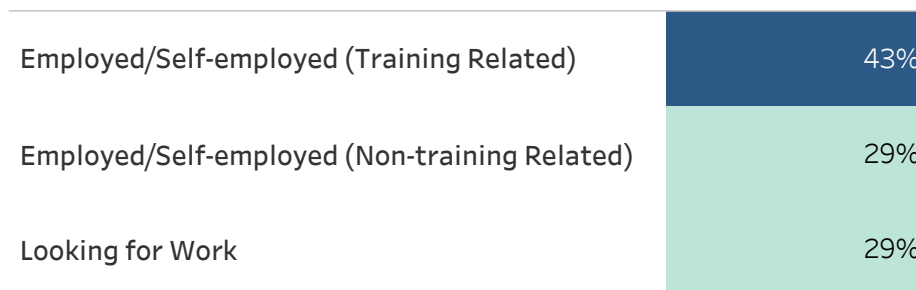 Employed/Self-employed (Training Related) 43%
Employed/Self-employed (Non-training Related) 29%
Looking for Work 29%